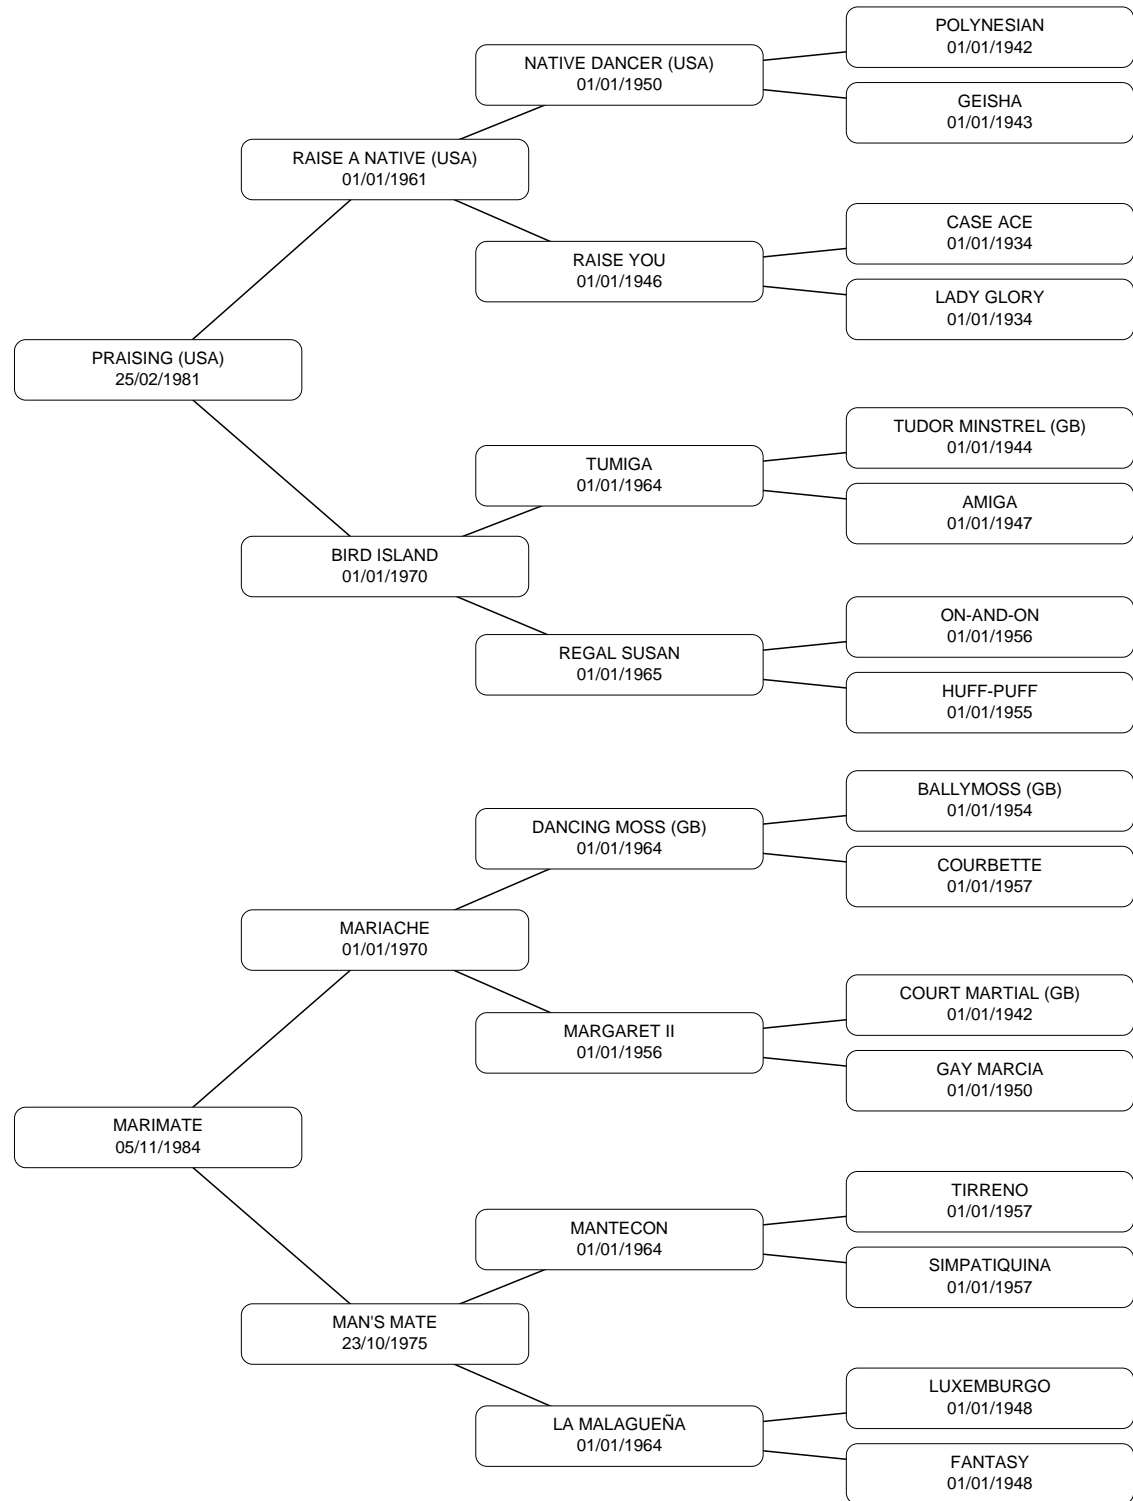 POLYNESIAN
01/01/1942
NATIVE DANCER (USA)
01/01/1950
GEISHA
01/01/1943
RAISE A NATIVE (USA)
01/01/1961
CASE ACE
01/01/1934
RAISE YOU
01/01/1946
LADY GLORY
01/01/1934
PRAISING (USA)
25/02/1981
TUDOR MINSTREL (GB)
01/01/1944
TUMIGA
01/01/1964
AMIGA
01/01/1947
BIRD ISLAND
01/01/1970
ON-AND-ON
01/01/1956
REGAL SUSAN
01/01/1965
HUFF-PUFF
01/01/1955
BALLYMOSS (GB)
01/01/1954
DANCING MOSS (GB)
01/01/1964
COURBETTE
01/01/1957
MARIACHE
01/01/1970
COURT MARTIAL (GB)
01/01/1942
MARGARET II
01/01/1956
GAY MARCIA
01/01/1950
MARIMATE
05/11/1984
TIRRENO
01/01/1957
MANTECON
01/01/1964
SIMPATIQUINA
01/01/1957
MAN'S MATE
23/10/1975
LUXEMBURGO
01/01/1948
LA MALAGUEÑA
01/01/1964
FANTASY
01/01/1948